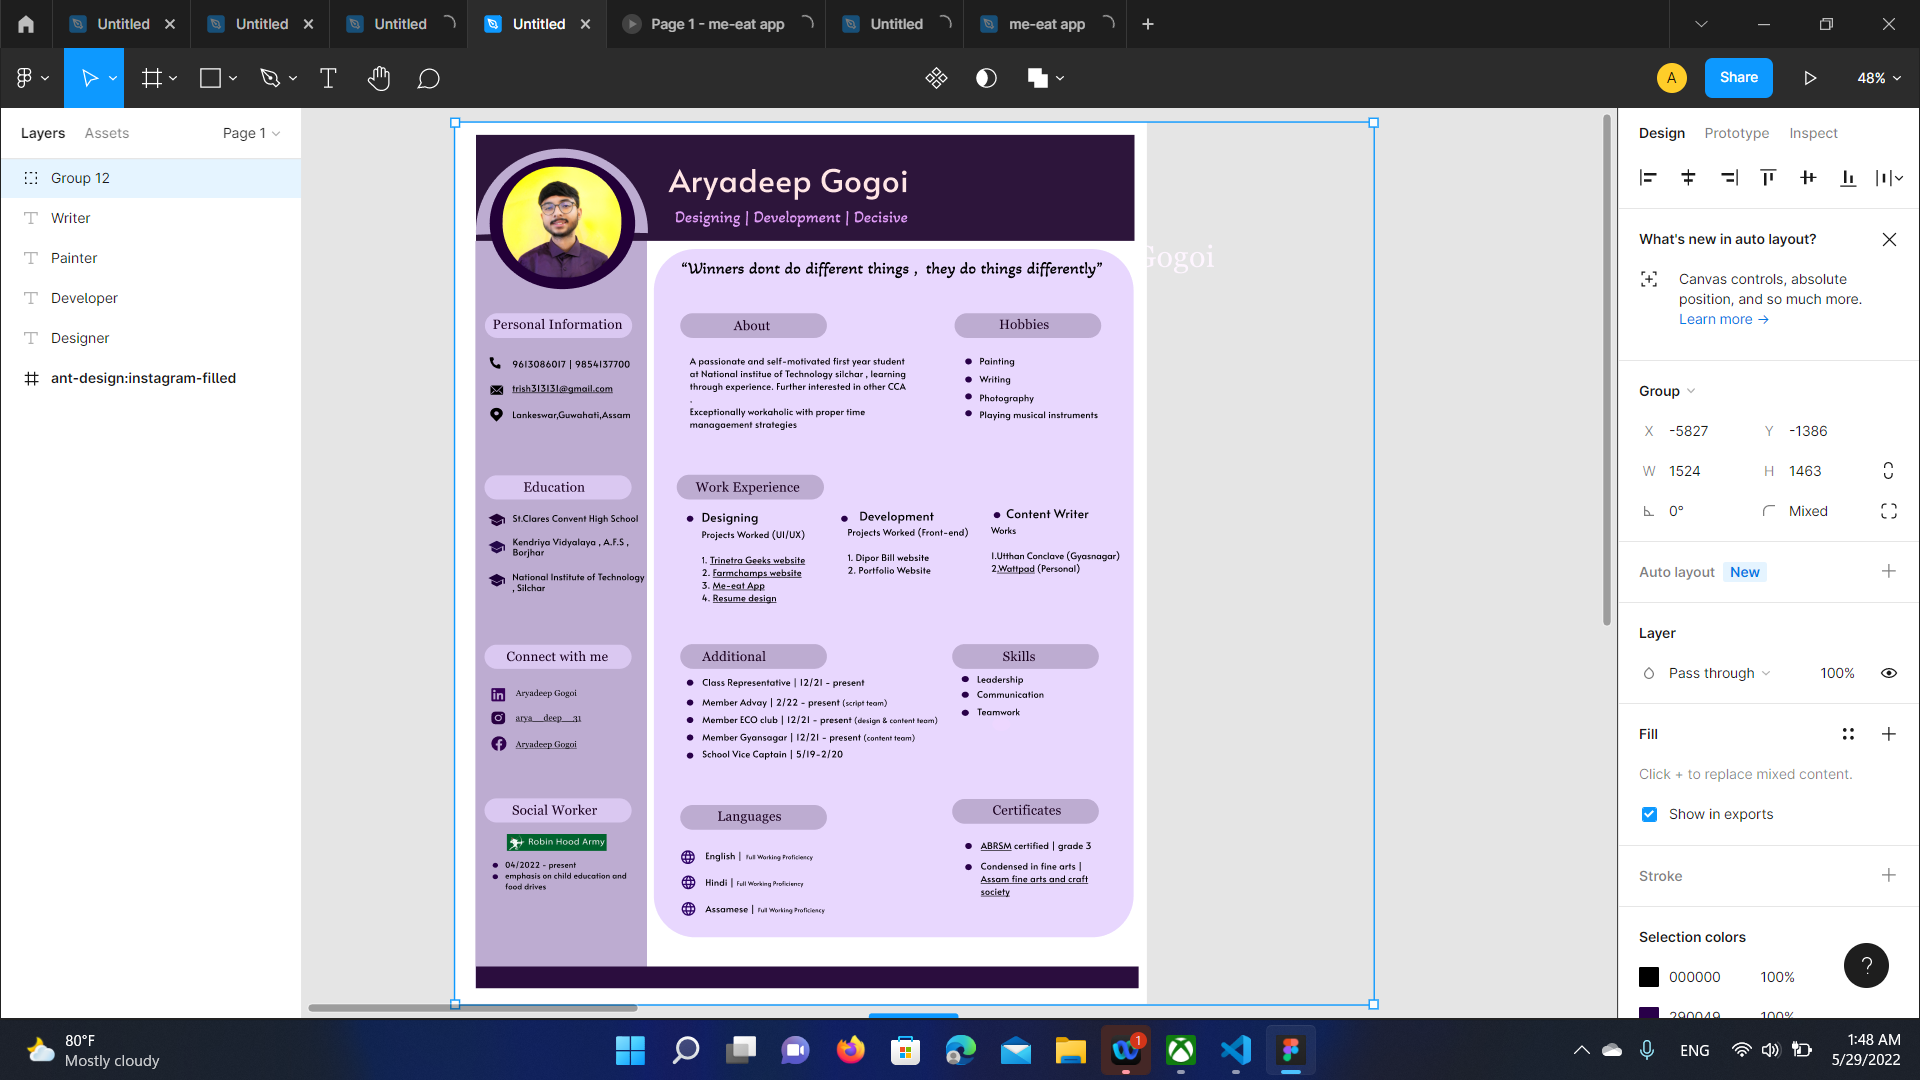 Untitled
Untitled
Untitled
Untitled
Page 1 - me-eat app
Untitled
me-eat app
A
Share
48%
Layers
Assets
Page 1
Group 12
Writer
Painter
Developer
Designer
ant-design:instagram-filled
Aryadeep Gogoi
Designing | Development | Decisive
Gogoi
“Winners dont do different things , they do things differently”
Personal Information
9613086017 | 9854137700
trish313131@gmail.com
Lankeswar,Guwahati,Assam
Education
St.Clares Convent High School
Kendriya Vidyalaya , A.F.S ,
Borjhar
National Institute of Technology
, Silchar
Connect with me
Aryadeep Gogoi
arya__deep__31
Aryadeep Gogoi
Social Worker
Robin Hood Army
04/2022 - present
emphasis on child education and
food drives
About
A passionate and self-motivated first year student
at National institue of Technology silchar , learning
through experience. Further interested in other CCA
.
Exceptionally workaholic with proper time
managaement strategies
Hobbies
Painting
Writing
Photography
Playing musical instruments
Work Experience
Designing
Projects Worked (UI/UX)
1. Trinetra Geeks website
2. Farmchamps website
3. Me-eat App
4. Resume design
Development
Projects Worked (Front-end)
1. Dipor Bill website
2. Portfolio Website
Content Writer
Works
1.Utthan Conclave (Gyasnagar)
2.Wattpad (Personal)
Additional
Class Representative | 12/21 - present
Member Advay | 2/22 - present (script team)
Member ECO club | 12/21 - present (design & content team)
Member Gyansagar | 12/21 - present (content team)
School Vice Captain | 5/19-2/20
Skills
Leadership
Communication
Teamwork
Languages
English | Full Working Proficiency
Hindi | Full Working Proficiency
Assamese | Full Working Proficiency
Certificates
ABRSM certified | grade 3
Condensed in fine arts |
Assam fine arts and craft
society
Design
Prototype
Inspect
What's new in auto layout?
Canvas controls, absolute
position, and so much more.
Learn more →
Group
X -5827
Y -1386
W 1524
H 1463
0°
Mixed
Auto layout
New
Layer
Pass through
100%
Fill
Click + to replace mixed content.
Show in exports
Stroke
Selection colors
000000
100%
290049
100%
?
80°F
Mostly cloudy
1
ENG
1:48 AM
5/29/2022